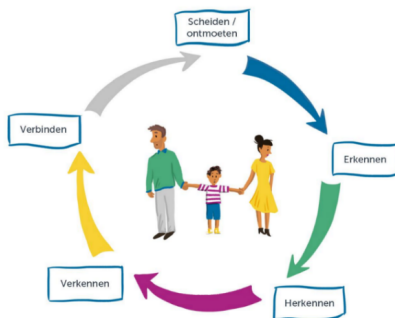 Scheiden /
ontmoeten
Erkennen
Herkennen
Verkennen
Verbinden